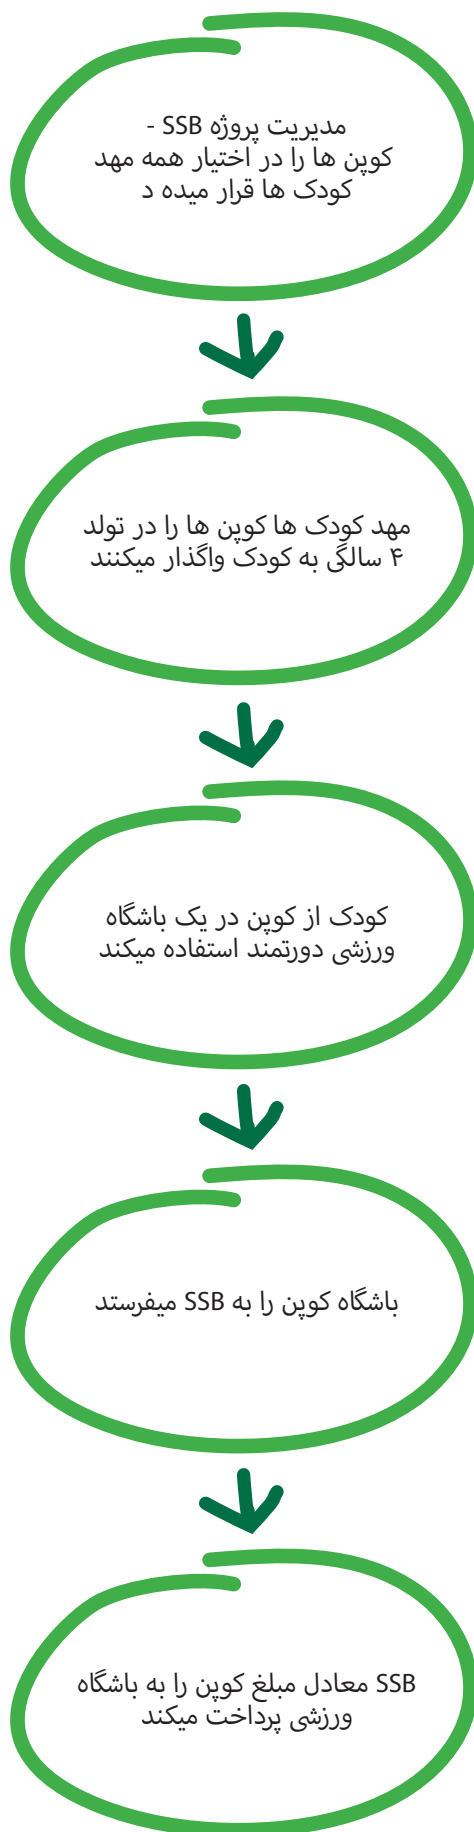 مدیریت پروژه SSB -
کوپن ها را در اختیار همه مهد
کودک ها قرار میده د
مهد کودک ها کوپن ها را در تولد
۴ سالگی به کودک واگذار میکنند
کودک از کوپن در یک باشگاه
ورزشی دورتمند استفاده میکند
باشگاه کوپن را به SSB میفرستد
SSB معادل مبلغ کوپن را به باشگاه
ورزشی پرداخت میکند